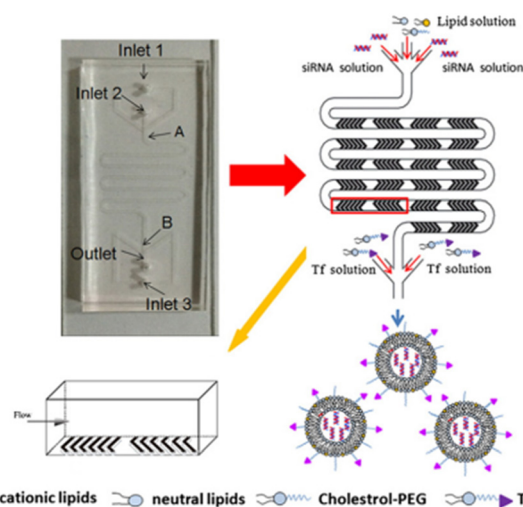 Inlet 1
Inlet 2
A
B
Outlet
Inlet 3
Lipid solution
siRNA solution
siRNA solution
Tf solution
Tf solution
Flow
cationic lipids neutral lipids Cholestrol-PEG T